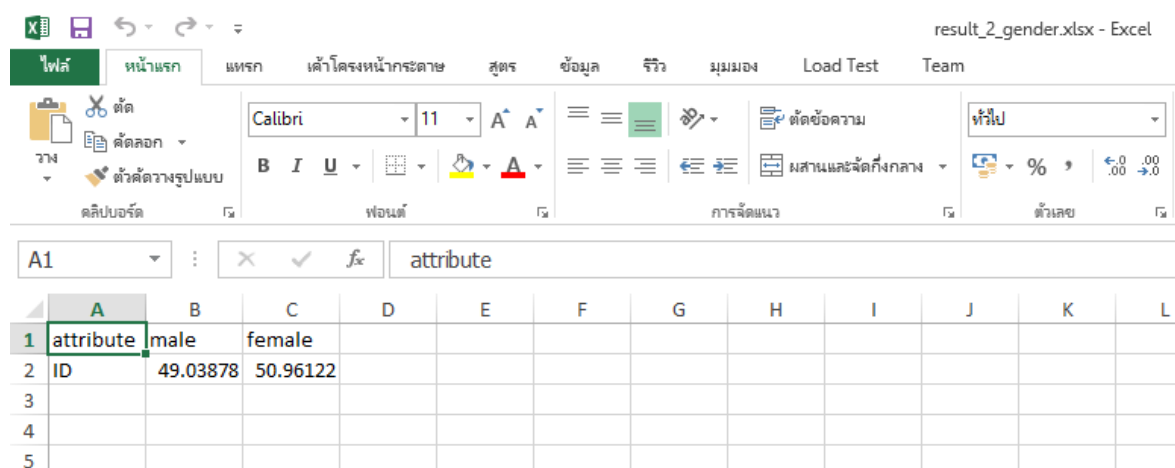 result_2_gender.xlsx - Excel
ไฟล์ หน้าแรก แทรก เค้าโครงหน้ากระดาษ สูตร ข้อมูล รีวิว มุมมอง Load Test Team
วาง
ตัด
คัดลอก
ตัวคัดวางรูปแบบ
คลิปบอร์ด
Calibri 11 A A
B I U A
ฟอนต์
ตัดข้อความ
ผสานและจัดกึ่งกลาง
การจัดแนว
ทั่วไป
% , .0 .00 .00 .0
ตัวเลข
A1 fx attribute
A B C D E F G H I J K L
1 attribute male female
2 ID 49.03878 50.96122
3
4
5